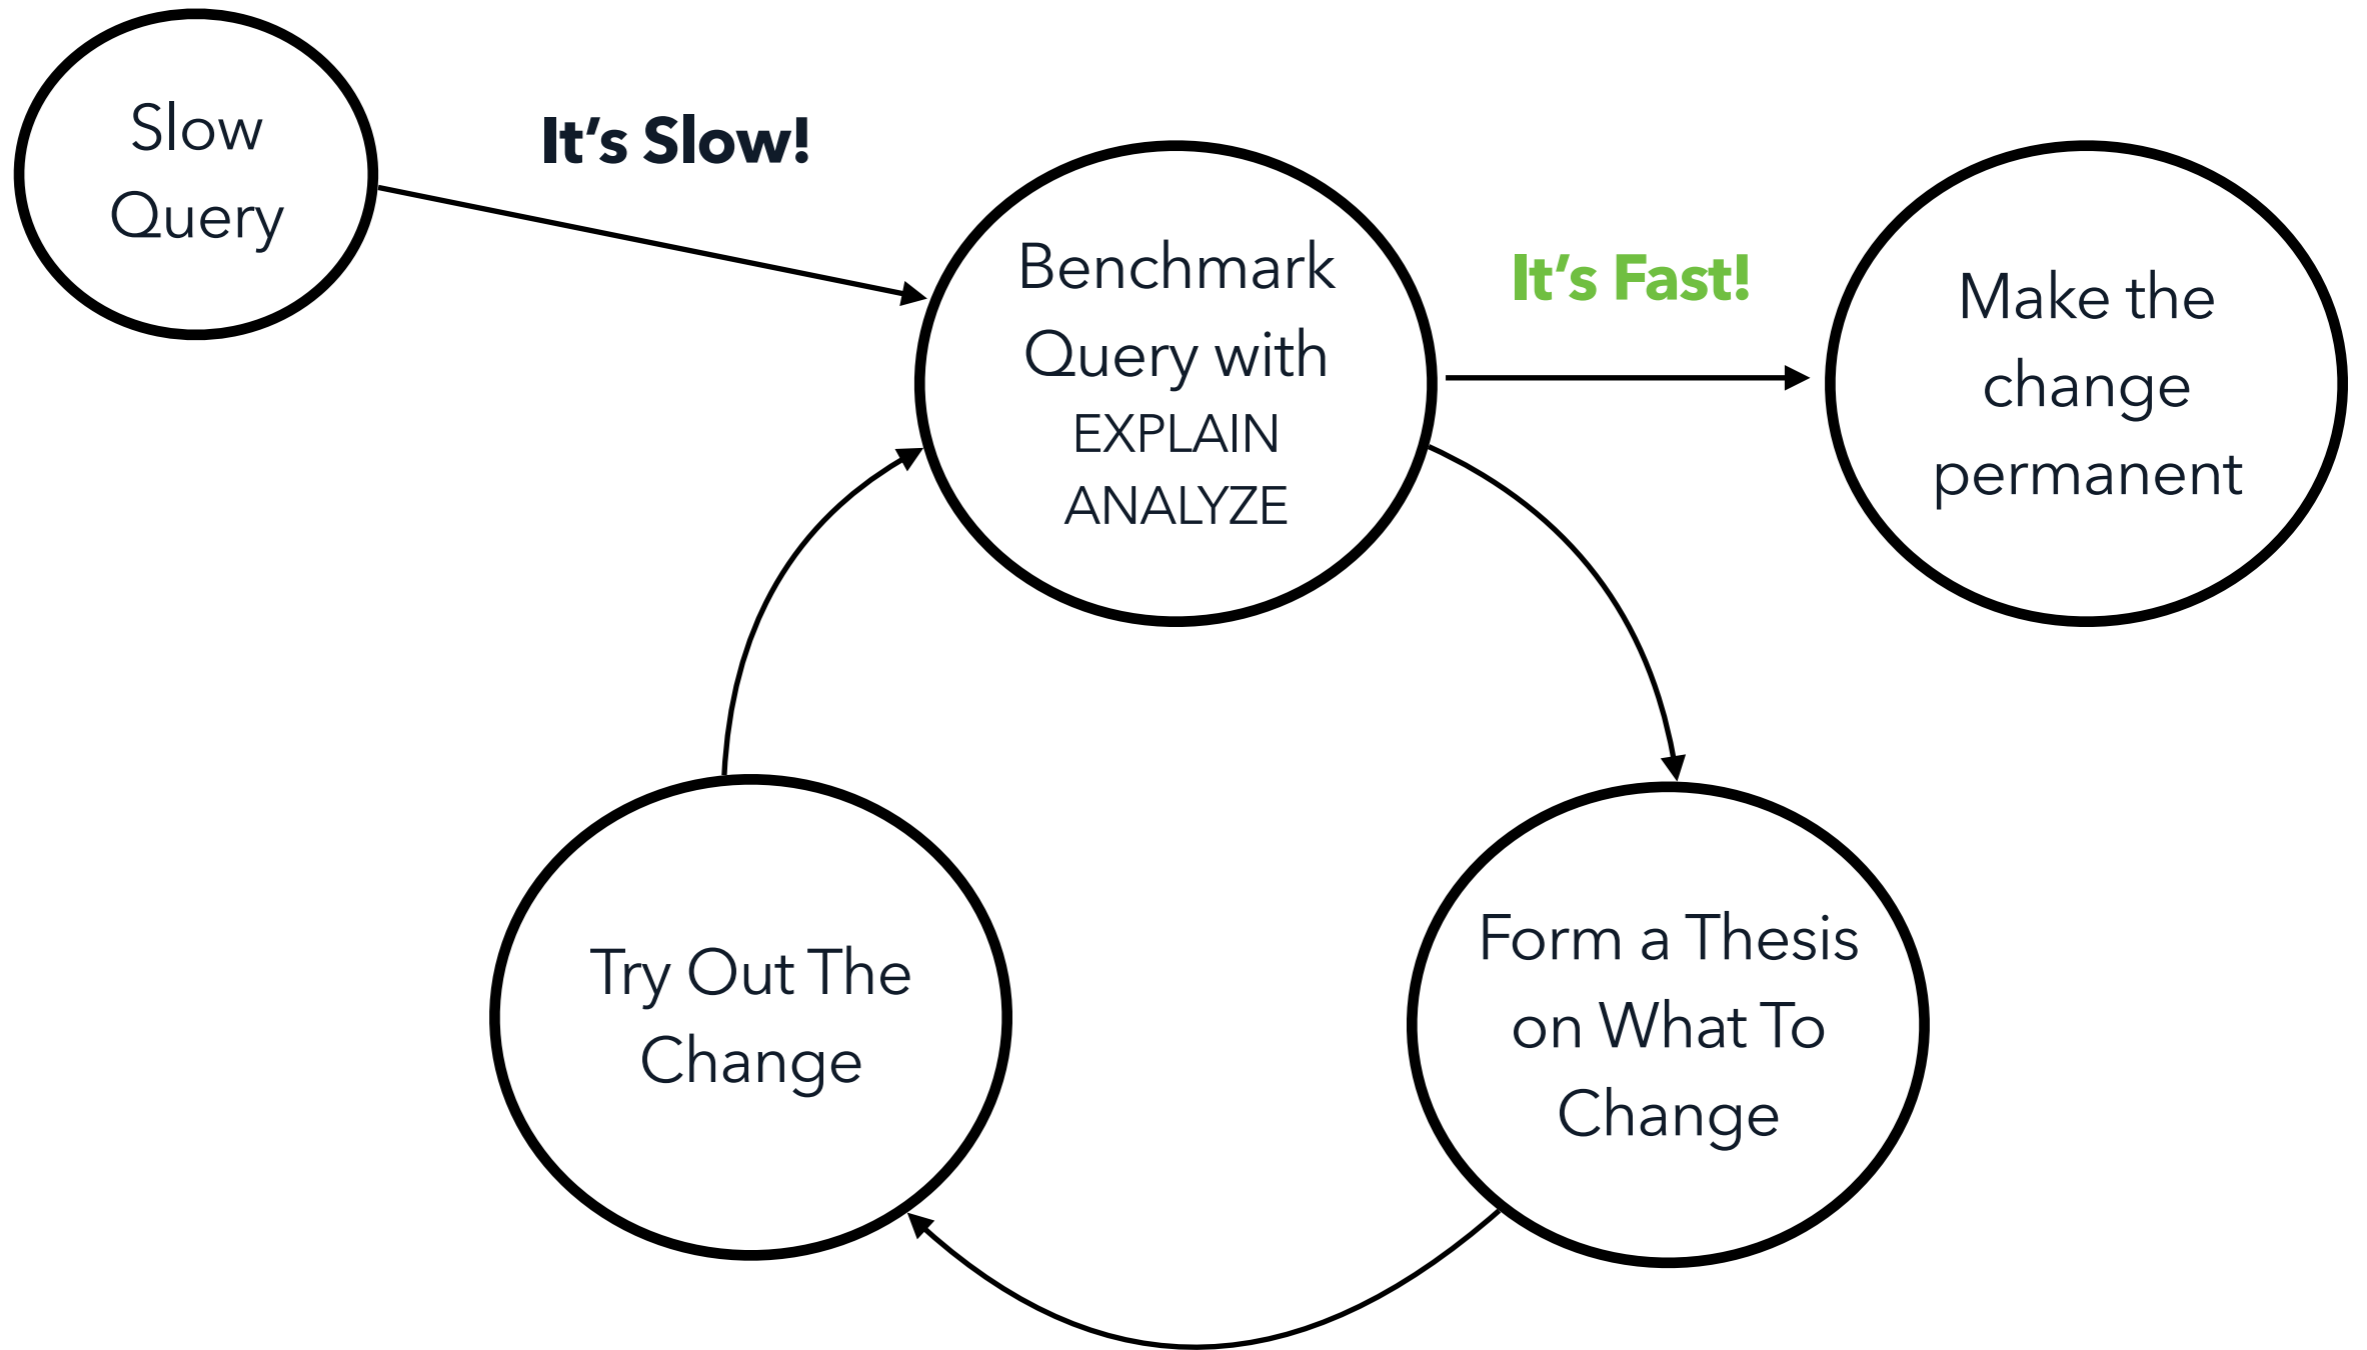 Slow
Query
It’s Slow!
Benchmark
Query with
EXPLAIN
ANALYZE
It’s Fast!
Make the
change
permanent
Try Out The
Change
Form a Thesis
on What To
Change